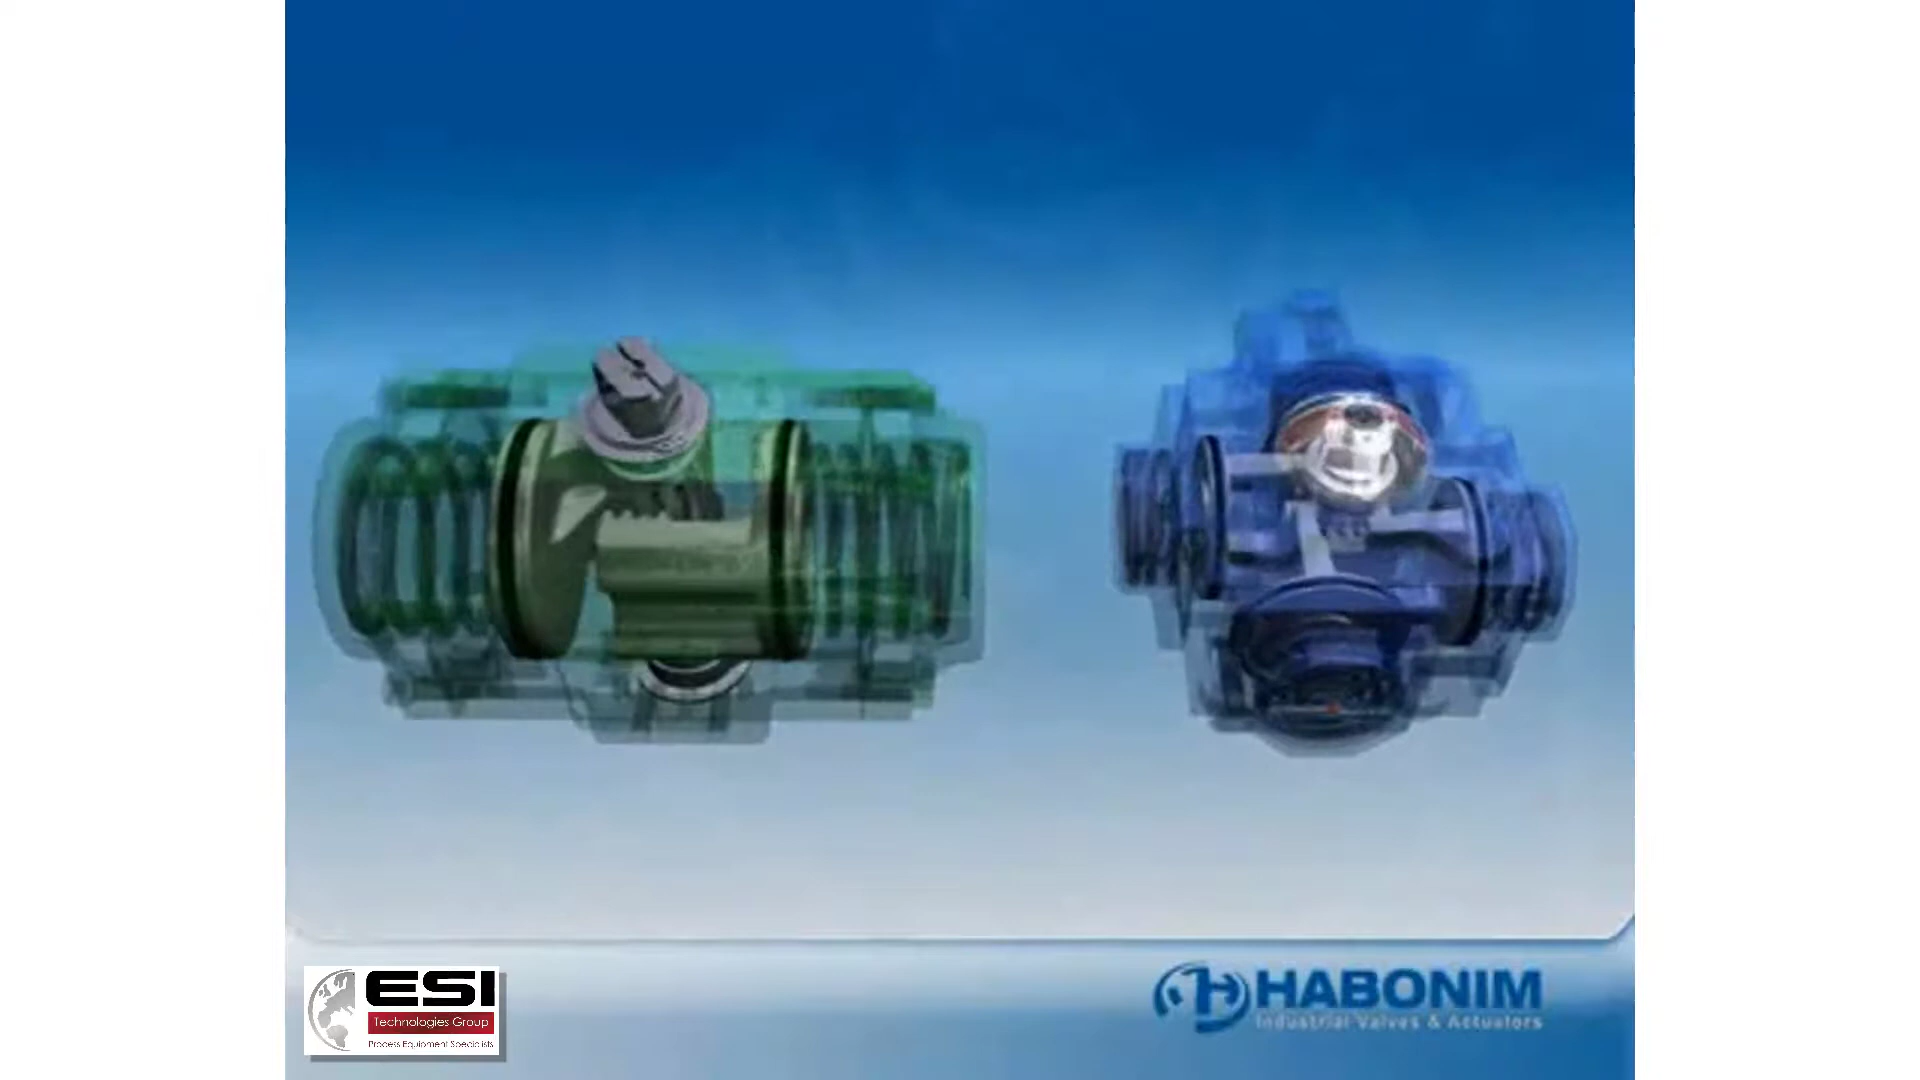 ESI
Technologies Group
Process Equipment Specialists
HABONIM
Industrial Valves & Actuators